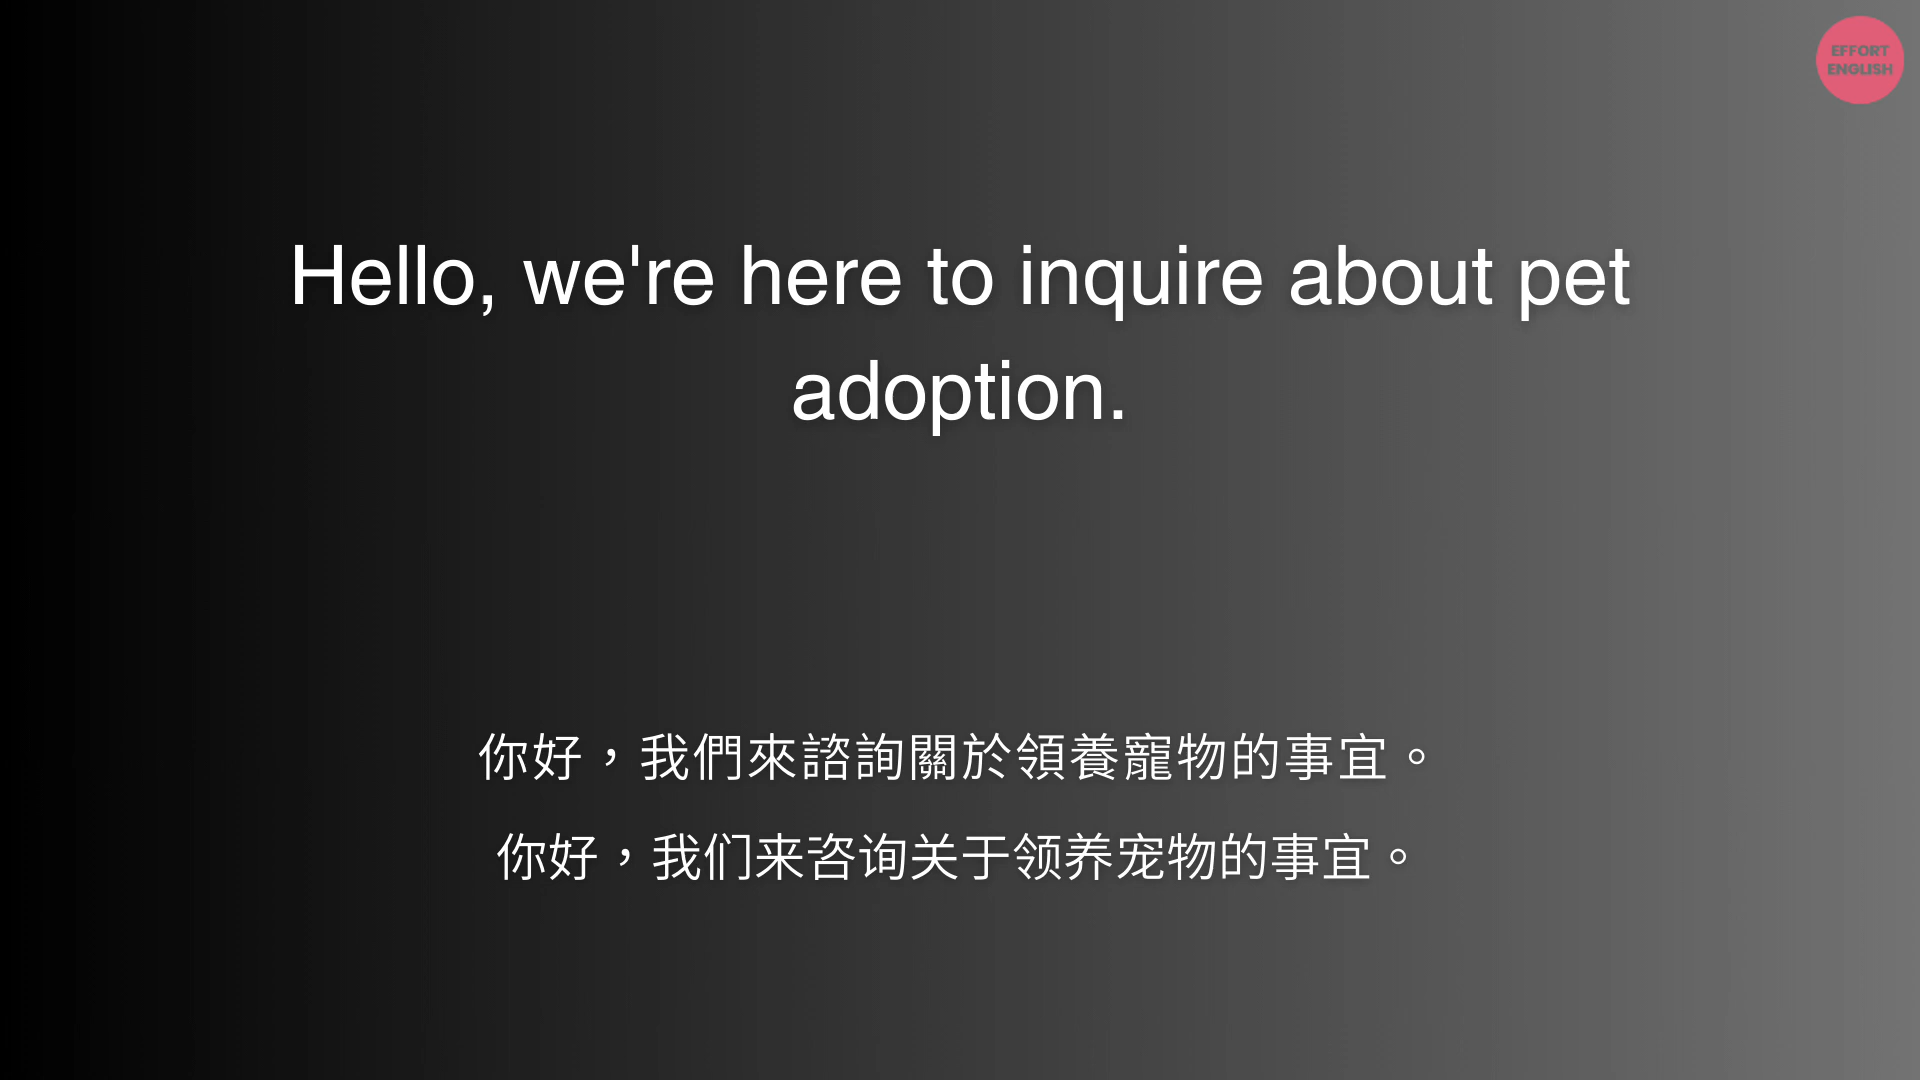 EFFORT
ENGLISH
Hello, we're here to inquire about pet
adoption.
你好，我們來諮詢關於領養寵物的事宜。
你好，我们来咨询关于领养宠物的事宜。